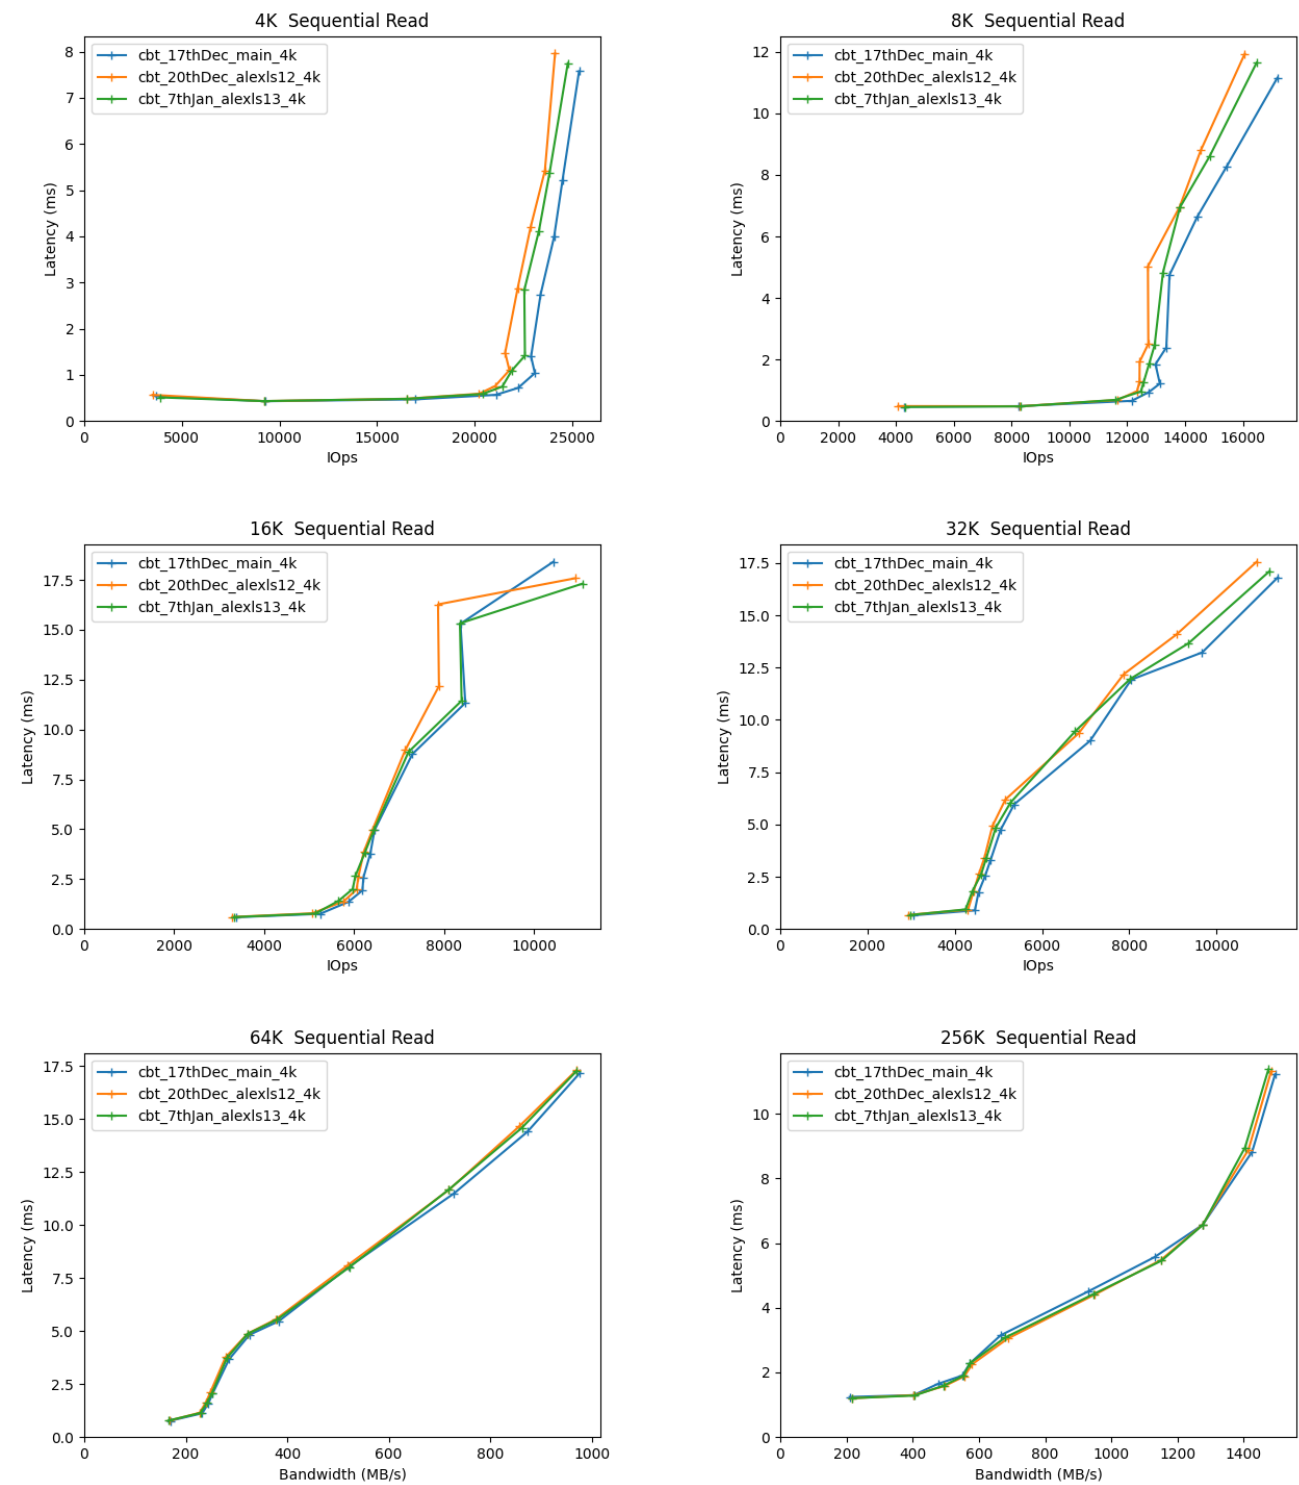 4K  Sequential Read
cbt_17thDec_main_4k
cbt_20thDec_alexls12_4k
cbt_7thJan_alexls13_4k
8
7
6
5
4
3
2
1
0
Latency (ms)
0 5000 10000 15000 20000 25000
IOps
8K  Sequential Read
cbt_17thDec_main_4k
cbt_20thDec_alexls12_4k
cbt_7thJan_alexls13_4k
12
10
8
6
4
2
0
Latency (ms)
0 2000 4000 6000 8000 10000 12000 14000 16000
IOps
16K  Sequential Read
cbt_17thDec_main_4k
cbt_20thDec_alexls12_4k
cbt_7thJan_alexls13_4k
17.5
15.0
12.5
10.0
7.5
5.0
2.5
0.0
Latency (ms)
0 2000 4000 6000 8000 10000
IOps
32K  Sequential Read
cbt_17thDec_main_4k
cbt_20thDec_alexls12_4k
cbt_7thJan_alexls13_4k
17.5
15.0
12.5
10.0
7.5
5.0
2.5
0.0
Latency (ms)
0 2000 4000 6000 8000 10000
IOps
64K  Sequential Read
cbt_17thDec_main_4k
cbt_20thDec_alexls12_4k
cbt_7thJan_alexls13_4k
17.5
15.0
12.5
10.0
7.5
5.0
2.5
0.0
Latency (ms)
0 200 400 600 800 1000
Bandwidth (MB/s)
256K  Sequential Read
cbt_17thDec_main_4k
cbt_20thDec_alexls12_4k
cbt_7thJan_alexls13_4k
10
8
6
4
2
0
Latency (ms)
0 200 400 600 800 1000 1200 1400
Bandwidth (MB/s)